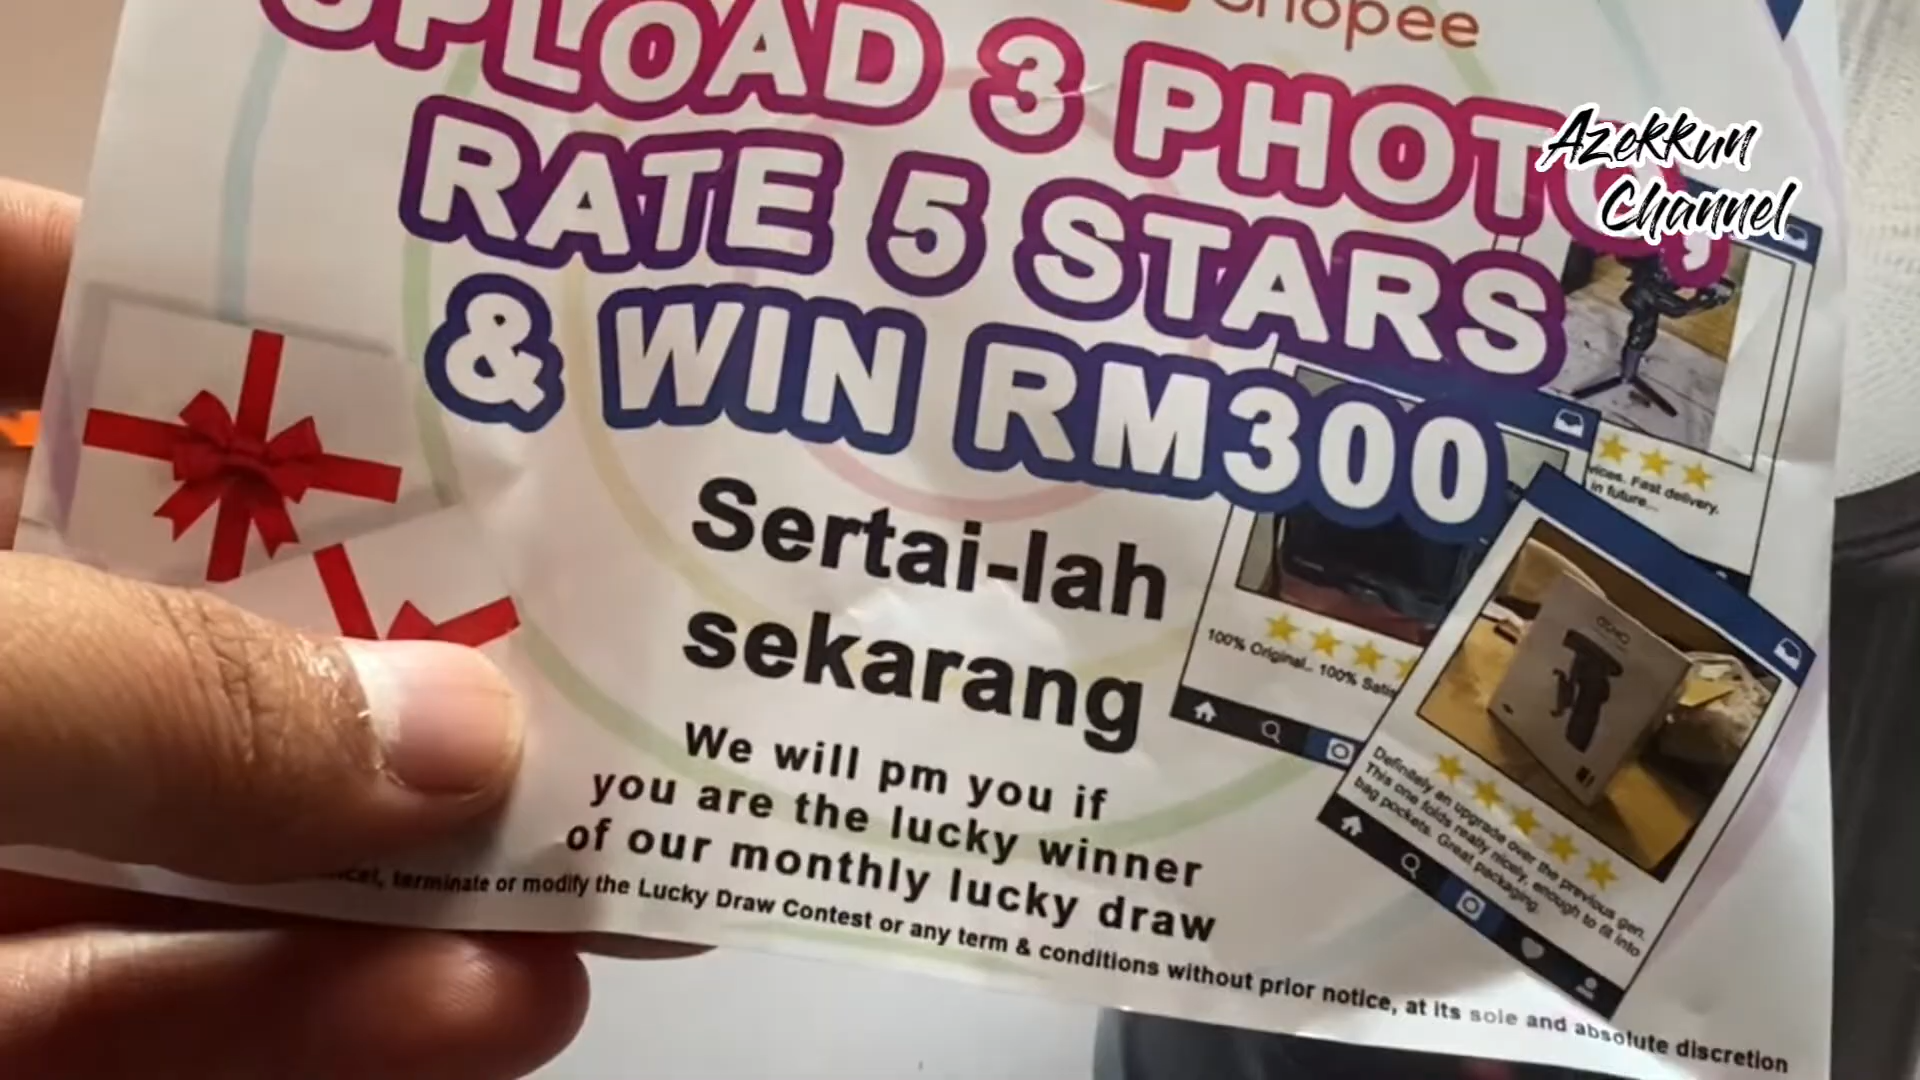 Shopee
UPLOAD 3 PHOTO,
RATE 5 STARS
& WIN RM300
Azekkun
Channel
Sertai-lah
sekarang
We will pm you if
you are the lucky winner
of our monthly lucky draw
terminate or modify the Lucky Draw Contest or any term & conditions without prior notice, at its sole and absolute discretion
Fast delivery.
in future...
100% Original.. 100%
Definitely an upgrade over the previous gen.
This one folds really nicely, enough to fit into
bag pockets. Great packaging.